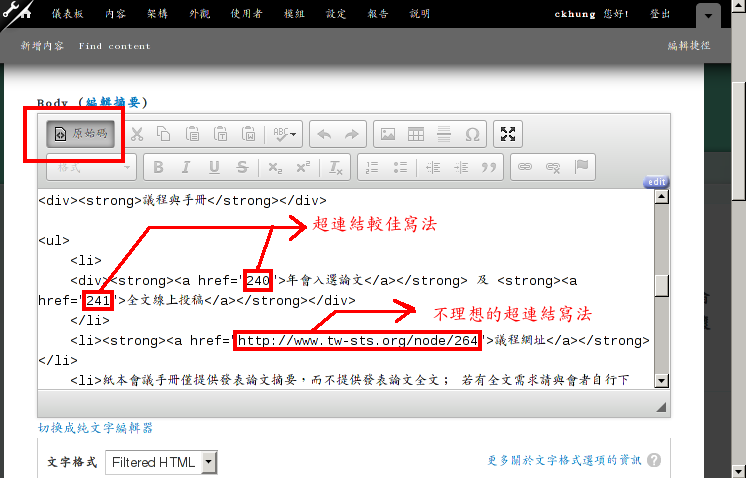 儀表板 內容 架構 外觀 使用者 模組 設定 報告 說明 ckhung 您好! 登出
新增內容 Find content 編輯捷徑
Body (編輯摘要)
原始碼 ABC
格式 B I U S x₂ x² Tx
edit
<div><strong>議程與手冊</strong></div>
超連結較佳寫法
<ul>
<li>
<div><strong><a href="240">年會入選論文</a></strong> 及 <strong><a
href="241">全文線上投稿</a></strong></div>
</li>
不理想的超連結寫法
<li><strong><a href="http://www.tw-sts.org/node/264">議程網址</a></strong>
</li>
<li>紙本會議手冊僅提供發表論文摘要，而不提供發表論文全文； 若有全文需求請與會者自行下
切換成純文字編輯器
文字格式 Filtered HTML 更多關於文字格式選項的資訊 ?